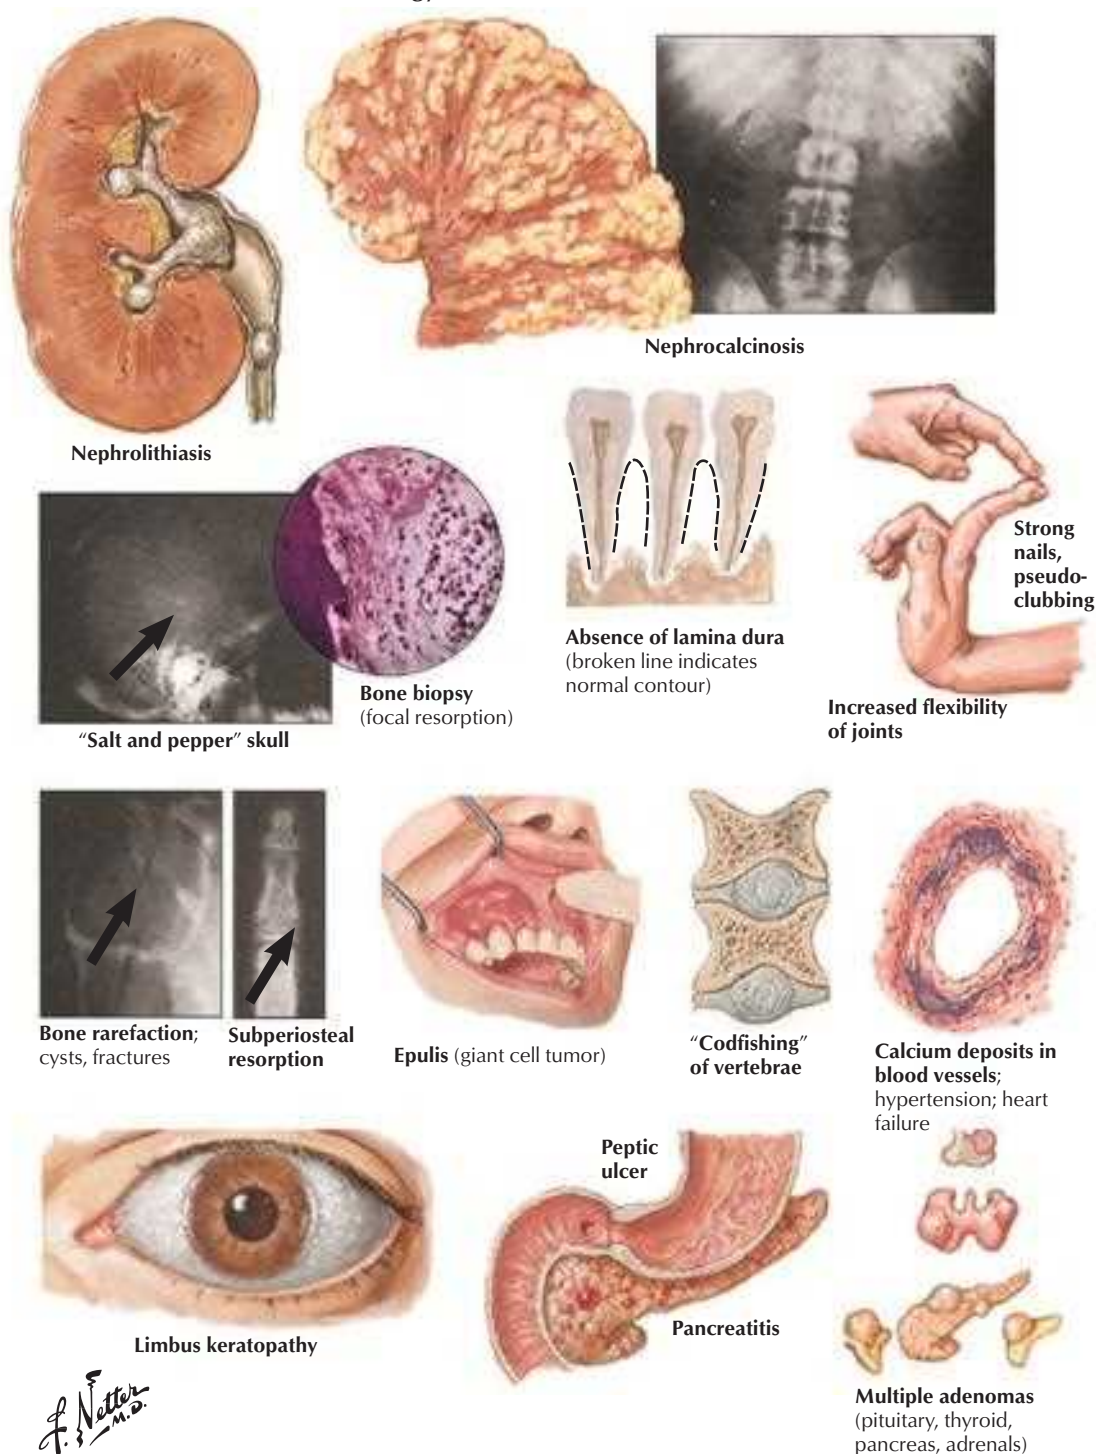 Nephrocalcinosis
Nephrolithiasis
Strong
nails,
pseudo-
clubbing
Absence of lamina dura
(broken line indicates
normal contour)
Bone biopsy
(focal resorption)
Increased flexibility
of joints
“Salt and pepper” skull
Bone rarefaction;
cysts, fractures
Subperiosteal
resorption
Epulis (giant cell tumor)
“Codfishing”
of vertebrae
Calcium deposits in
blood vessels;
hypertension; heart
failure
Peptic
ulcer
Pancreatitis
Limbus keratopathy
Multiple adenomas
(pituitary, thyroid,
pancreas, adrenals)
F. Netter
M.D.